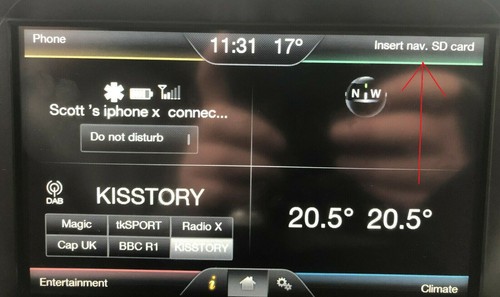 Phone
11:31 17°
Insert nav. SD card
Scott 's iphone x connec...
Do not disturb
N W
DAB
KISSTORY
Magic tkSPORT Radio X
Cap UK BBC R1 KISSTORY
20.5° 20.5°
Entertainment
i
Climate